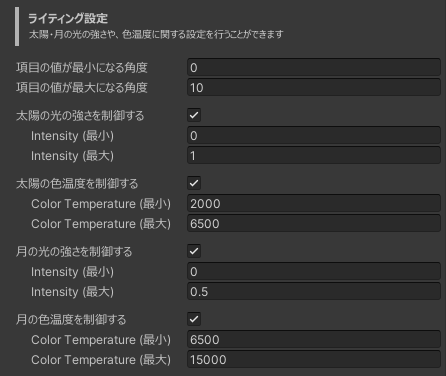 ライティング設定
太陽・月の光の強さや、色温度に関する設定を行うことができます
項目の値が最小になる角度 0
項目の値が最大になる角度 10
太陽の光の強さを制御する
Intensity (最小) 0
Intensity (最大) 1
太陽の色温度を制御する
Color Temperature (最小) 2000
Color Temperature (最大) 6500
月の光の強さを制御する
Intensity (最小) 0
Intensity (最大) 0.5
月の色温度を制御する
Color Temperature (最小) 6500
Color Temperature (最大) 15000